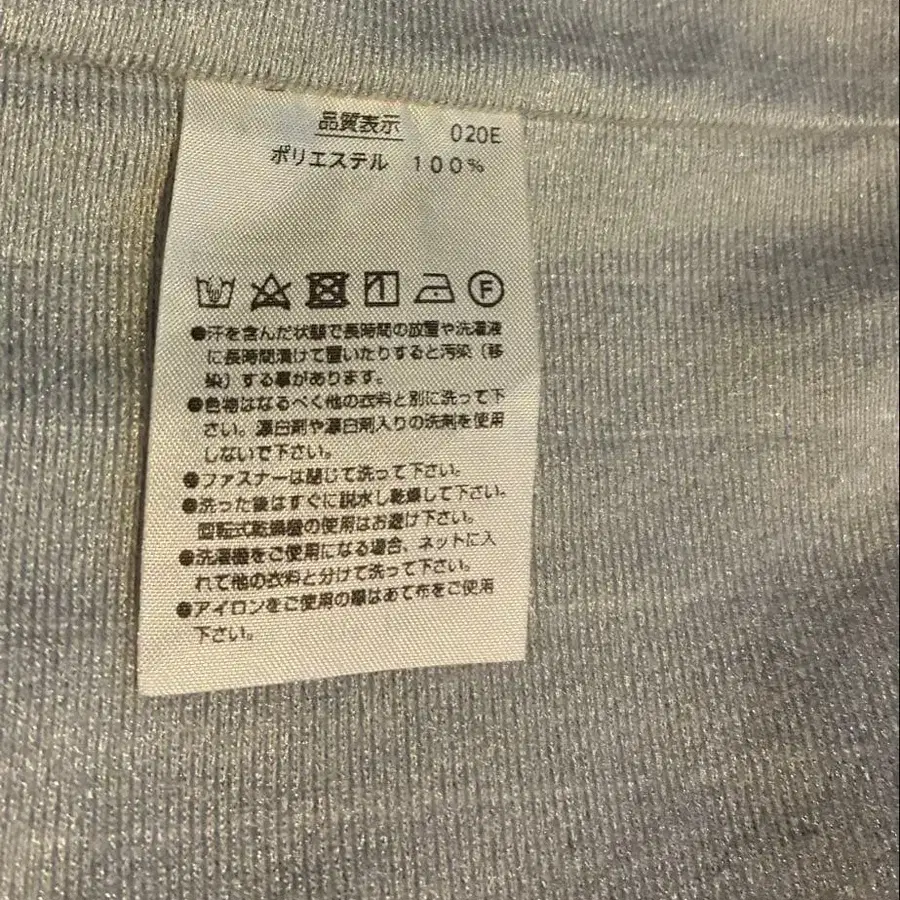 品質表示 020E
ポリエステル 100%
F
●汗を含んだ状態で長時間の放置や洗濯液
に長時間漬けて置いたりすると汚染(移
染)する事があります。
●色物はなるべく他の衣料と別に洗って下
さい。漂白剤や漂白剤入りの洗剤を使用
しないで下さい。
●ファスナーは閉じて洗って下さい。
●洗った後はすぐに脱水し乾燥して下さい。
回転式乾燥機の使用はお避け下さい。
●洗濯機をご使用になる場合、ネットに入
れて他の衣料と分けて洗って下さい。
●アイロンをご使用の際はあて布をご使用
下さい。